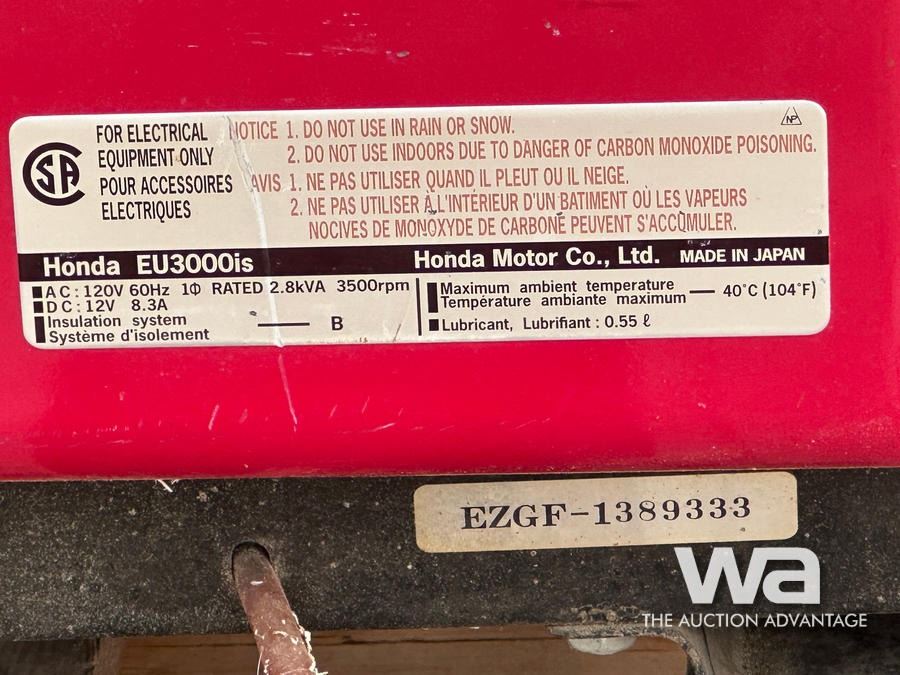 CSA
FOR ELECTRICAL
EQUIPMENT ONLY
POUR ACCESSOIRES
ELECTRIQUES
NOTICE 1. DO NOT USE IN RAIN OR SNOW.
2. DO NOT USE INDOORS DUE TO DANGER OF CARBON MONOXIDE POISONING.
AVIS 1. NE PAS UTILISER QUAND IL PLEUT OU IL NEIGE.
2. NE PAS UTILISER À L'INTÉRIEUR D'UN BATIMENT OÙ LES VAPEURS
NOCIVES DE MONOXYDE DE CARBONE PEUVENT S'ACCUMULER.
NP
Honda EU3000is
Honda Motor Co., Ltd. MADE IN JAPAN
AC : 120V 60Hz 1Φ RATED 2.8kVA 3500rpm
DC : 12V 8.3A
Insulation system
Système d'isolement — B
Maximum ambient temperature
Température ambiante maximum — 40°C (104°F)
Lubricant, Lubrifiant : 0.55 ℓ
EZGF-1389333
wa
THE AUCTION ADVANTAGE